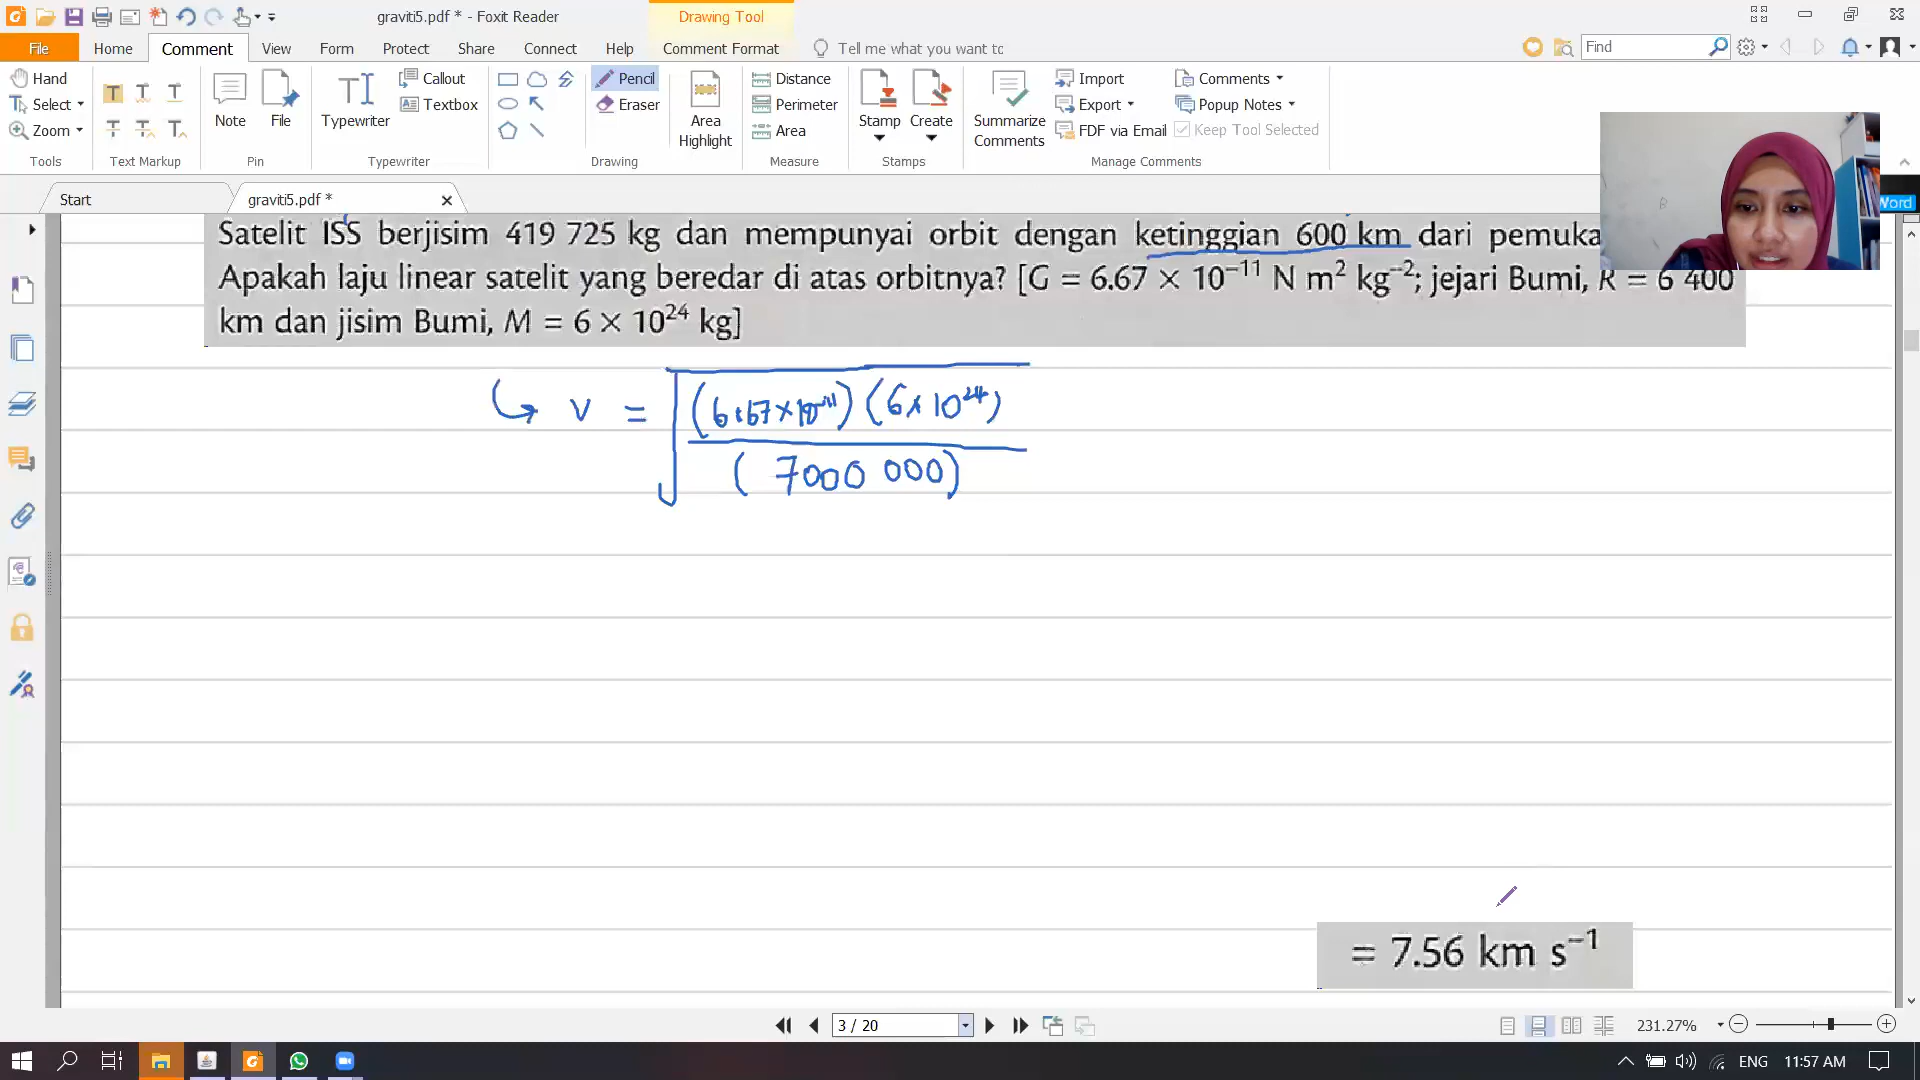 graviti5.pdf * - Foxit Reader
Drawing Tool
File Home Comment View Form Protect Share Connect Help Comment Format Tell me what you want to Find
Hand
Select
Zoom
Tools
Text Markup
Note
File
Pin
Typewriter
Callout
Textbox
Typewriter
Pencil
Eraser
Drawing
Area
Highlight
Distance
Perimeter
Area
Measure
Stamp
Create
Stamps
Summarize
Comments
Import
Export
FDF via Email
Comments
Popup Notes
Keep Tool Selected
Manage Comments
Start
graviti5.pdf *
Word
Satelit ISS berjisim 419 725 kg dan mempunyai orbit dengan ketinggian 600 km dari pemuka
Apakah laju linear satelit yang beredar di atas orbitnya? [G = 6.67 × 10⁻¹¹ N m² kg⁻²; jejari Bumi, R = 6 400
km dan jisim Bumi, M = 6 × 10²⁴ kg]
↪ v = √ (6.67 × 10⁻¹¹) (6 × 10²⁴)
( 7000 000)
= 7.56 km s⁻¹
3 / 20
231.27%
ENG 11:57 AM